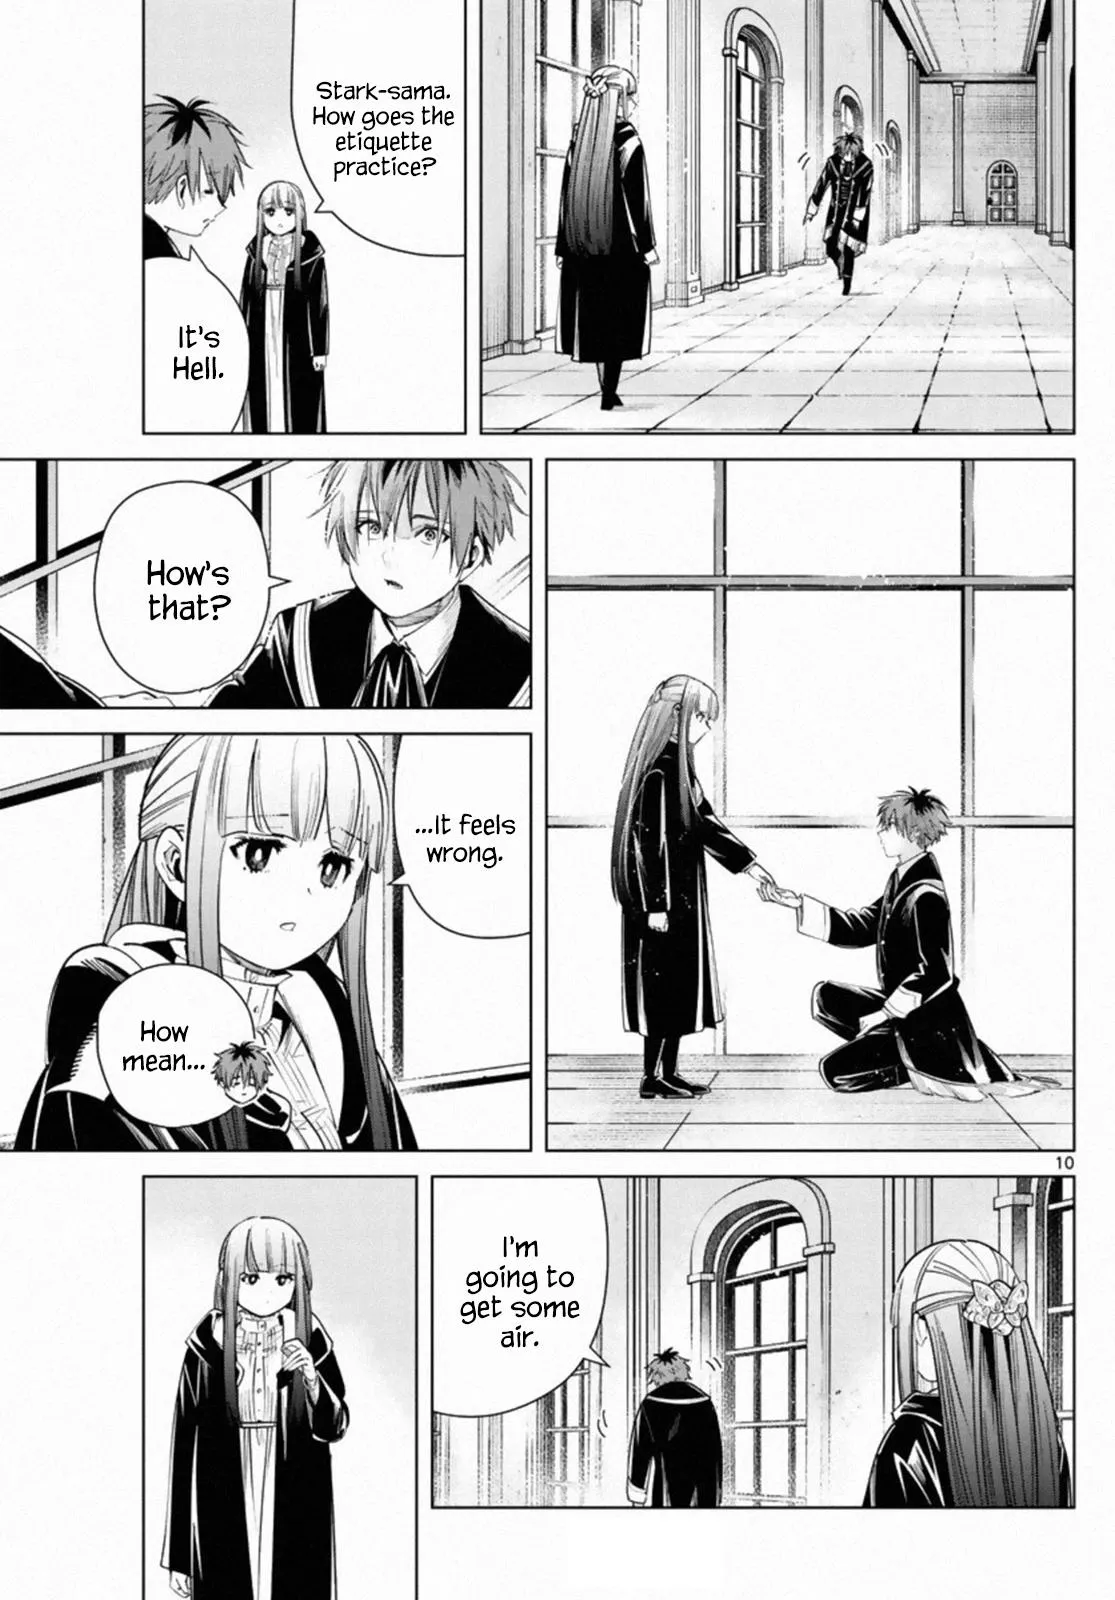 Stark-sama.
How goes the
etiquette
practice?
It's
Hell.
How's
that?
...It feels
wrong.
How
mean...
10
I'm
going to
get some
air.